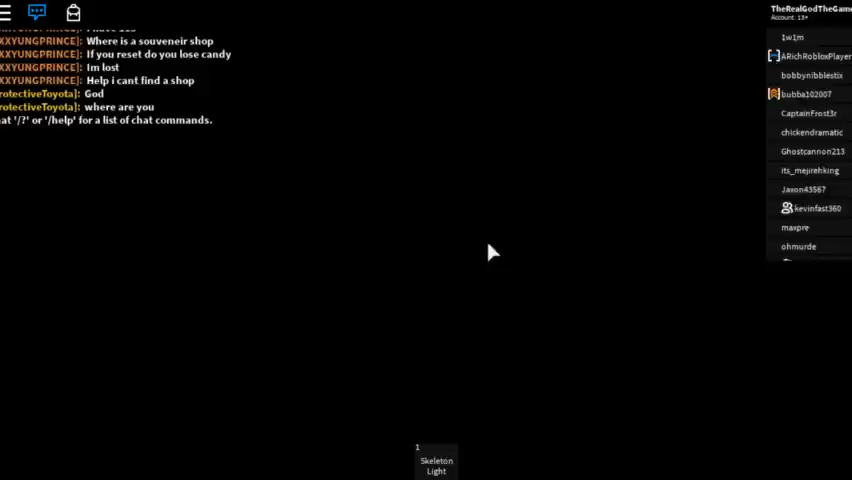 XXYUNGPRINCE]: Where is a souveneir shop
XXYUNGPRINCE]: If you reset do you lose candy
XXYUNGPRINCE]: Im lost
XXYUNGPRINCE]: Help i cant find a shop
rotectiveToyota]: God
rotectiveToyota]: where are you
at '/?' or '/help' for a list of chat commands.
TheRealGodTheGam
Account: 13+
1w1m
ARichRobloxPlayer
bobbynibblestix
bubba102007
CaptainFrost3r
chickendramatic
Ghostcannon213
its_mejirehking
Jaxon43567
kevinfast360
maxpre
ohmurde
1
Skeleton
Light